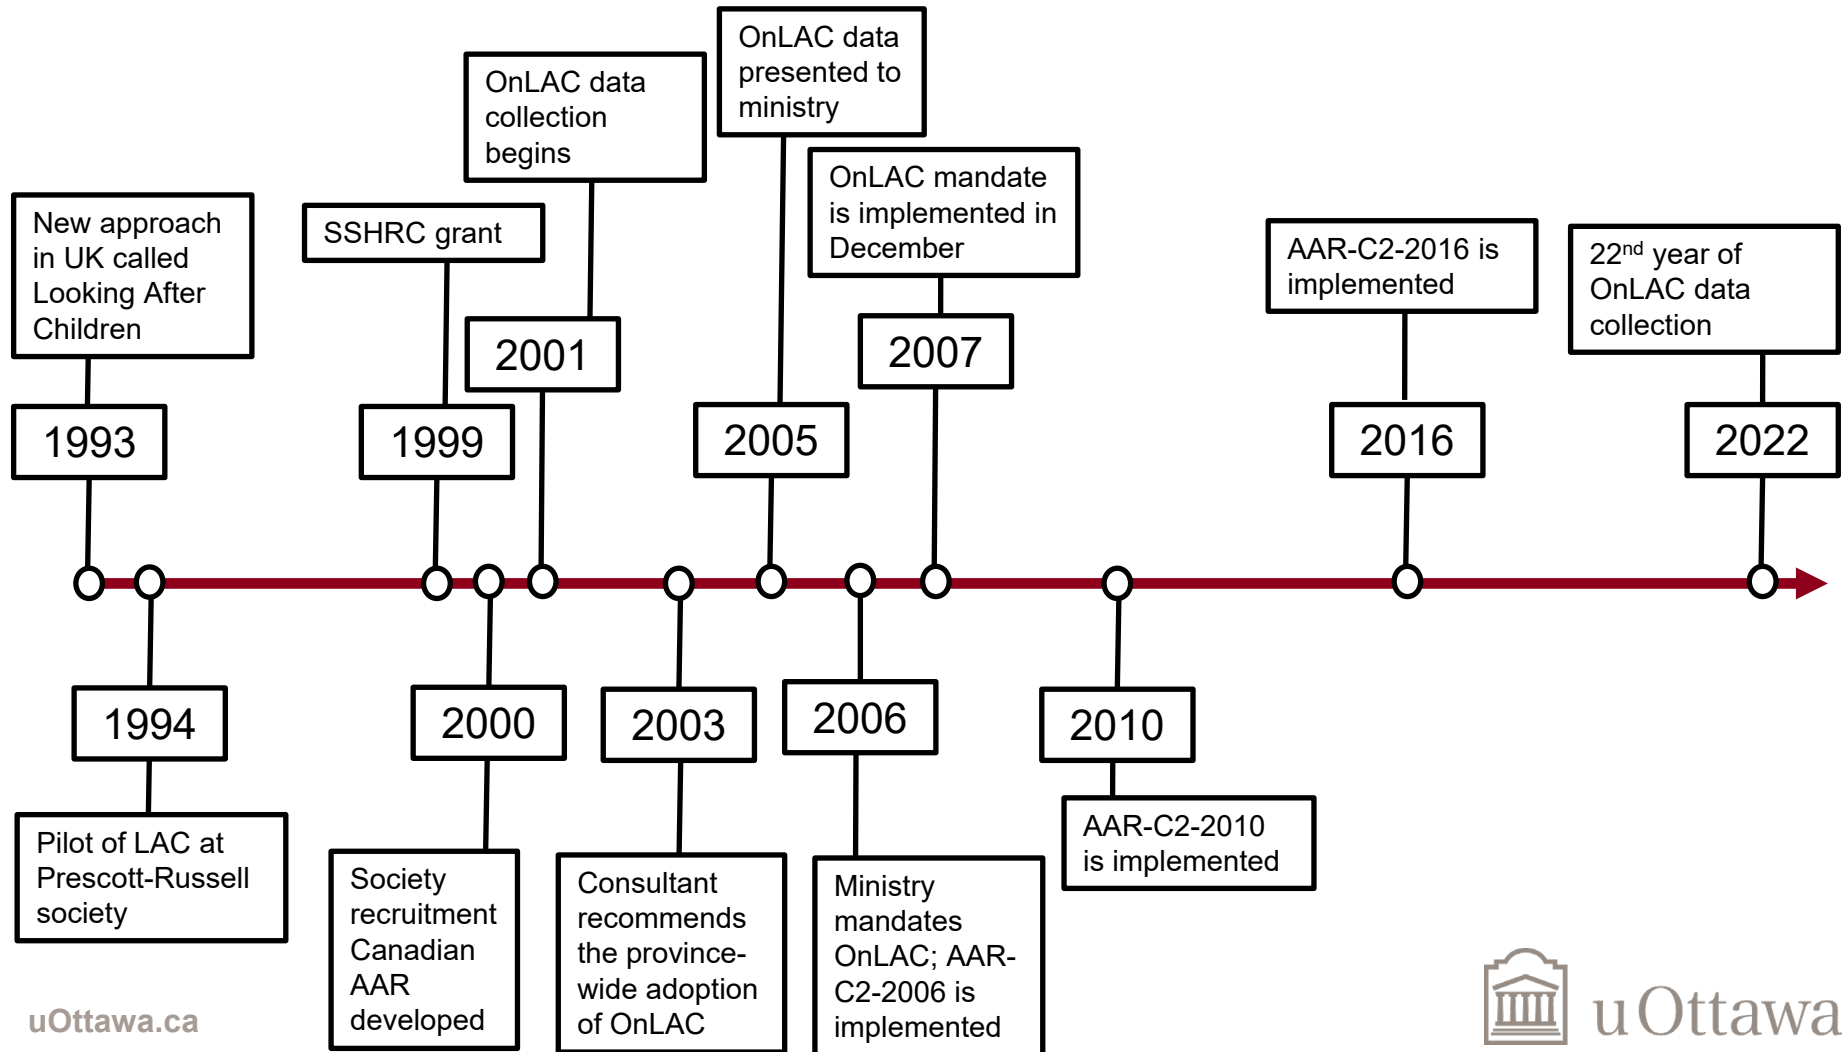 New approach
in UK called
Looking After
Children
1993
Pilot of LAC at
Prescott-Russell
society
1994
SSHRC grant
1999
Society
recruitment
Canadian
AAR
developed
2000
OnLAC data
collection
begins
2001
Consultant
recommends
the province-
wide adoption
of OnLAC
2003
OnLAC data
presented to
ministry
2005
Ministry
mandates
OnLAC; AAR-
C2-2006 is
implemented
2006
OnLAC mandate
is implemented in
December
2007
AAR-C2-2010
is implemented
2010
AAR-C2-2016 is
implemented
2016
22nd year of
OnLAC data
collection
2022
uOttawa.ca
uOttawa